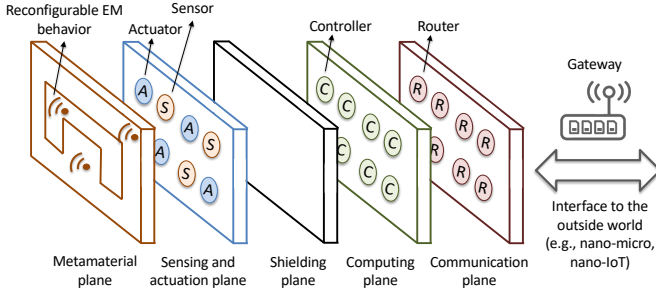 Reconfigurable EM
behavior
Actuator
Sensor
Controller
Router
Gateway
A
S
A
S
A
S
A
C
C
C
C
C
C
C
C
R
R
R
R
R
R
R
R
Interface to the
outside world
(e.g., nano-micro,
nano-IoT)
Metamaterial
plane
Sensing and
actuation plane
Shielding plane
Computing
plane
Communication
plane